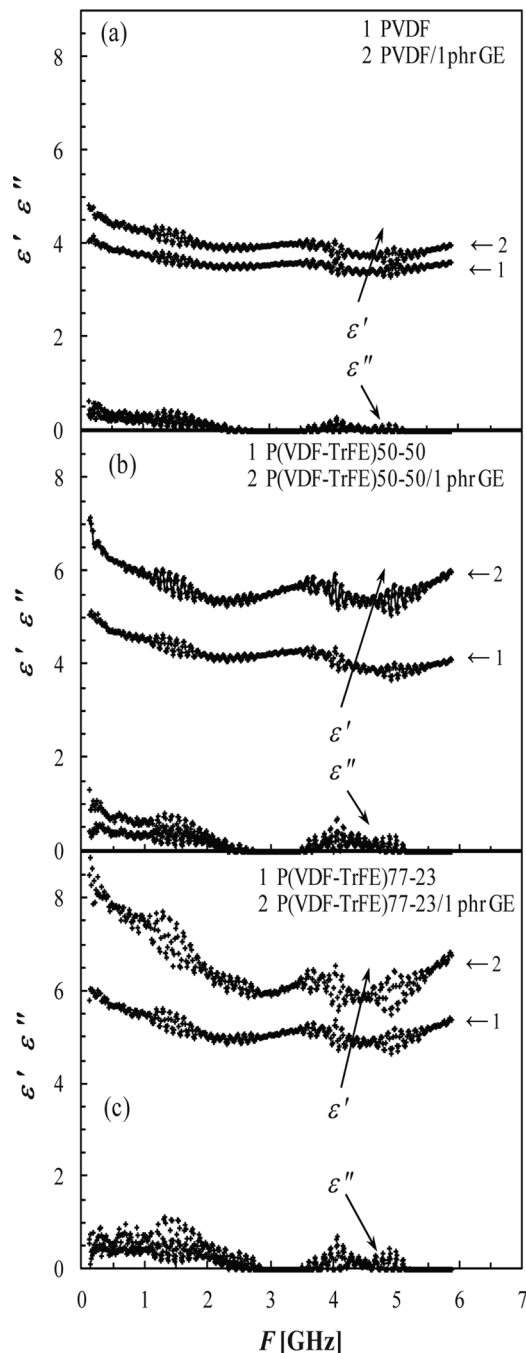 (a)
1 PVDF
2 PVDF/1phr GE
8
6
4
2
0
ε' ε"
← 2
← 1
ε'
ε"
(b)
1 P(VDF-TrFE)50-50
2 P(VDF-TrFE)50-50/1 phr GE
8
6
4
2
0
ε' ε"
← 2
← 1
ε'
ε"
1 P(VDF-TrFE)77-23
2 P(VDF-TrFE)77-23/1 phr GE
8
6
4
2
0
ε' ε"
← 2
← 1
ε'
(c)
ε"
0 1 2 3 4 5 6 7
F [GHz]